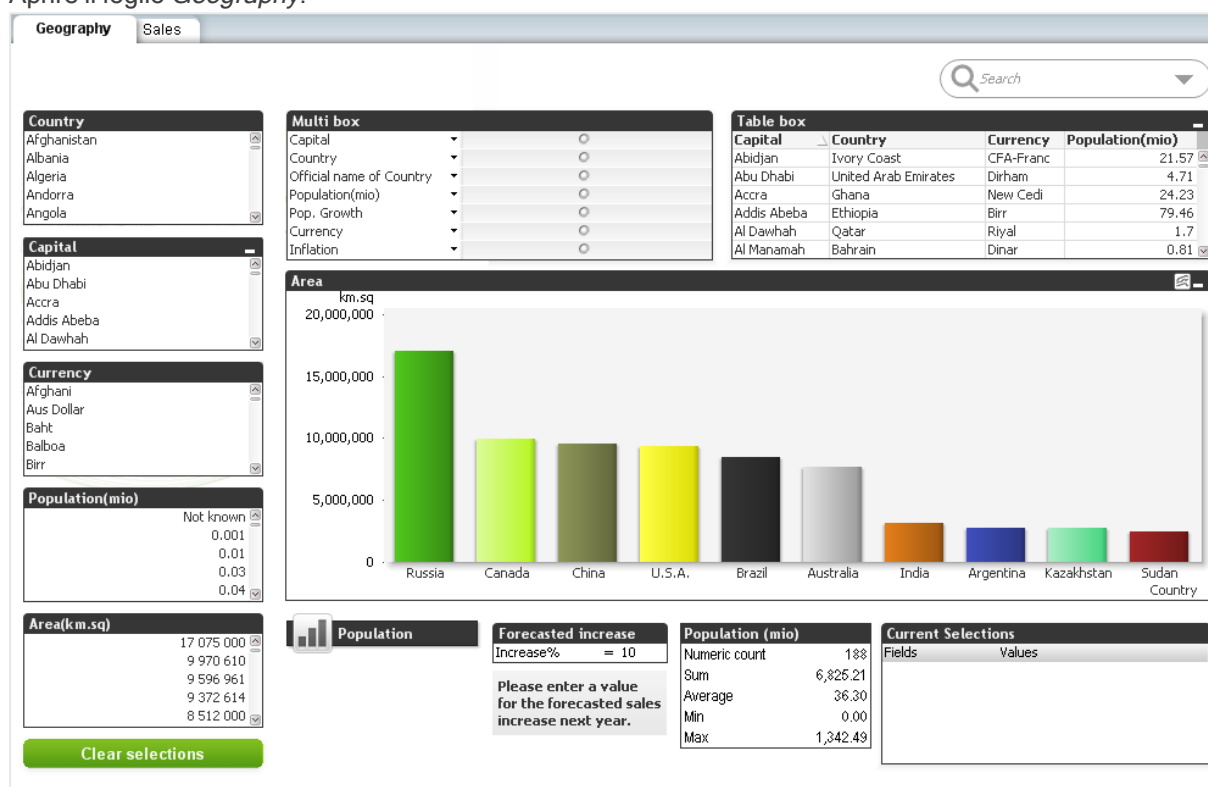 Aprire il foglio Geography.
Geography
Sales
Search
Country
Afghanistan
Albania
Algeria
Andorra
Angola
Capital
Abidjan
Abu Dhabi
Accra
Addis Abeba
Al Dawhah
Currency
Afghani
Aus Dollar
Baht
Balboa
Birr
Population(mio)
Not known
0.001
0.01
0.03
0.04
Area(km.sq)
17 075 000
9 970 610
9 596 961
9 372 614
8 512 000
Clear selections
Multi box
Capital
Country
Official name of Country
Population(mio)
Pop. Growth
Currency
Inflation
Table box
Capital Country Currency Population(mio)
Abidjan Ivory Coast CFA-Franc 21.57
Abu Dhabi United Arab Emirates Dirham 4.71
Accra Ghana New Cedi 24.23
Addis Abeba Ethiopia Birr 79.46
Al Dawhah Qatar Riyal 1.7
Al Manamah Bahrain Dinar 0.81
Area
km.sq
20,000,000
15,000,000
10,000,000
5,000,000
0
Russia Canada China U.S.A. Brazil Australia India Argentina Kazakhstan Sudan
Country
Population
Forecasted increase
Increase% = 10
Please enter a value
for the forecasted sales
increase next year.
Population (mio)
Numeric count 188
Sum 6,825.21
Average 36.30
Min 0.00
Max 1,342.49
Current Selections
Fields Values